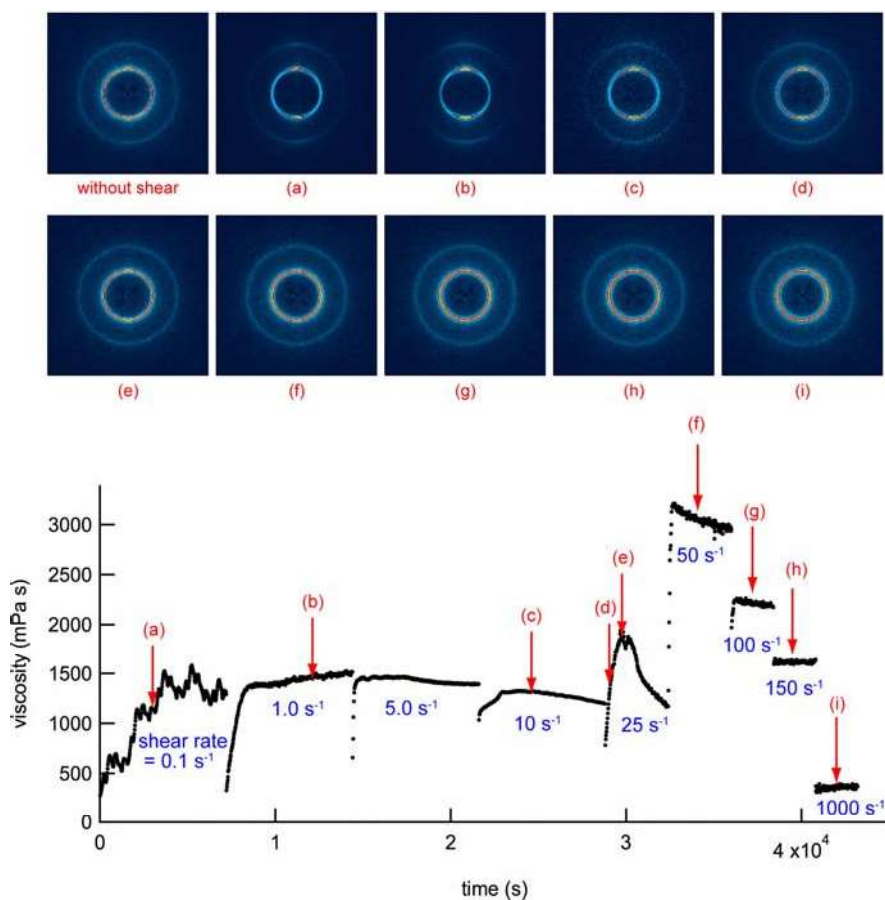 without shear
(a)
(b)
(c)
(d)
(e)
(f)
(g)
(h)
(i)
(f)
3000
2500
2000
1500
1000
500
0
viscosity (mPa s)
(a)
(b)
(c)
(d)
(e)
(g)
(h)
(i)
shear rate
= 0.1 s⁻¹
1.0 s⁻¹
5.0 s⁻¹
10 s⁻¹
25 s⁻¹
50 s⁻¹
100 s⁻¹
150 s⁻¹
1000 s⁻¹
0
1
2
3
4 x10⁴
time (s)